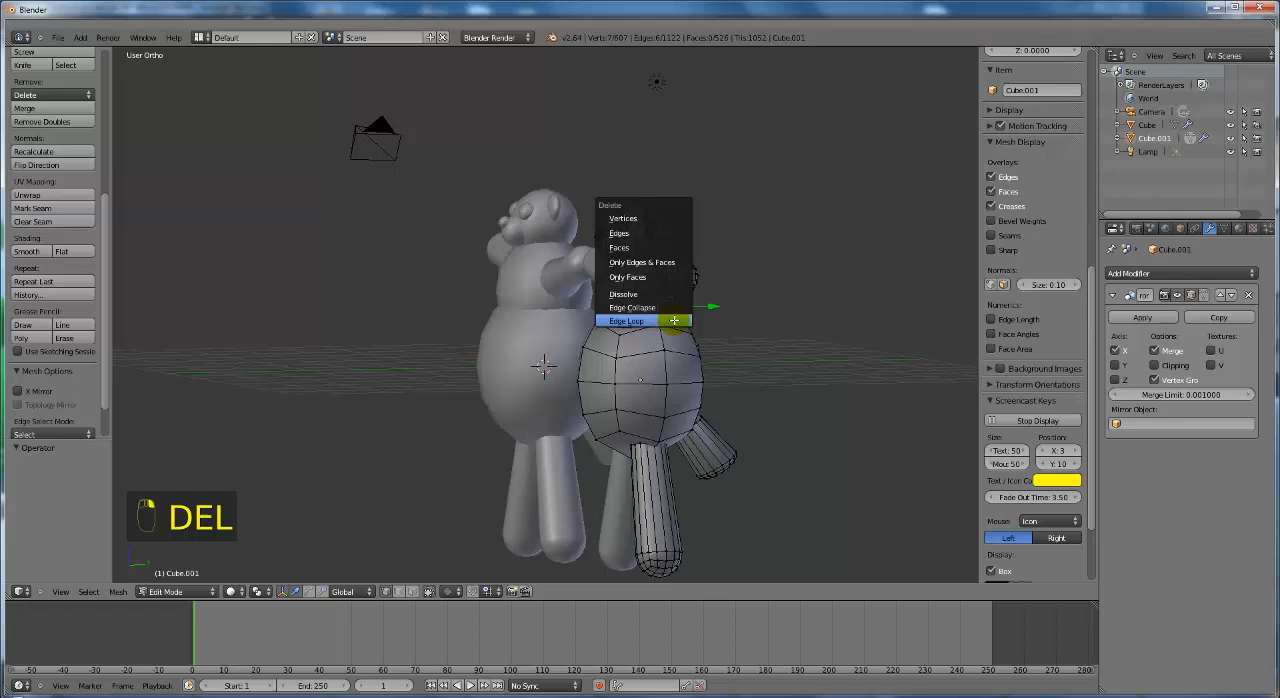 Blender
File Add Render Window Help Default Scene Blender Render v2.64 | Verts:7/607 | Edges:6/1122 | Faces:0/526 | Tris:1052 | Cube.001
Screw
Knife Select
Remove:
Delete
Merge
Remove Doubles
Normals:
Recalculate
Flip Direction
UV Mapping:
Unwrap
Mark Seam
Clear Seam
Shading:
Smooth Flat
Repeat:
Repeat Last
History...
Grease Pencil:
Draw Line
Poly Erase
Use Sketching Sessio
Mesh Options
X Mirror
Topology Mirror
Edge Select Mode:
Select
Operator
User Ortho
Delete
Vertices
Edges
Faces
Only Edges & Faces
Only Faces
Dissolve
Edge Collapse
Edge Loop
DEL
(1) Cube.001
View Select Mesh Edit Mode Global
Z: 0.0000
Item
Cube.001
Display
Motion Tracking
Mesh Display
Overlays:
Edges
Faces
Creases
Bevel Weights
Seams
Sharp
Normals:
Size: 0.10
Numerics:
Edge Length
Face Angles
Face Area
Background Images
Transform Orientations
Screencast Keys
Stop Display
Size: Position:
Text: 50 X: 3
Mou: 50 Y: 10
Text / Icon Co
Fade Out Time: 3.50
Mouse: Icon
Left Right
Display:
Box
View Search All Scenes
Scene
RenderLayers
World
Camera
Cube
Cube.001
Lamp
Cube.001
Add Modifier
ror
Apply Copy
Axis: Options: Textures:
X Merge U
Y Clipping V
Z Vertex Gro
Merge Limit: 0.001000
Mirror Object:
-50 -40 -30 -20 -10 0 10 20 30 40 50 60 70 80 90 100 110 120 130 140 150 160 170 180 190 200 210 220 230 240 250 260 270 280
View Marker Frame Playback Start: 1 End: 250 1 No Sync